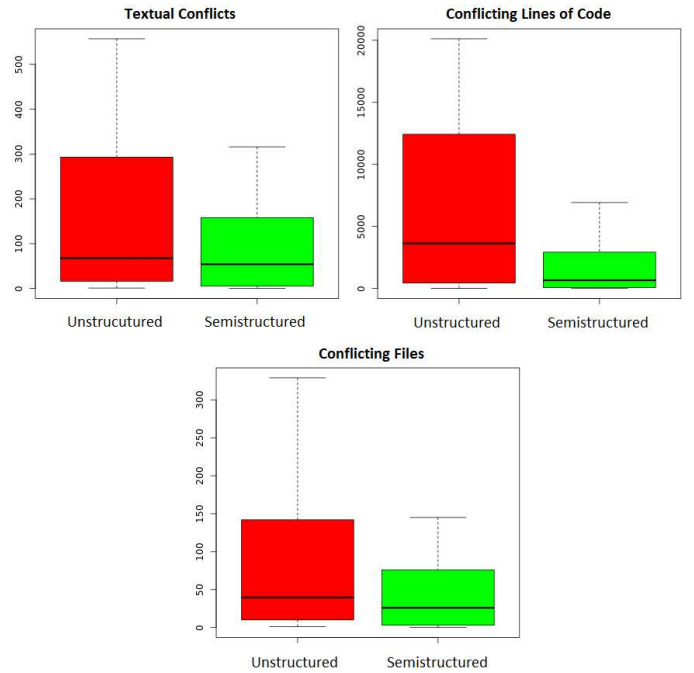 Textual Conflicts
500
400
300
200
100
0
Unstrucutured
Semistructured
Conflicting Lines of Code
20000
15000
10000
5000
0
Unstructured
Semistructured
Conflicting Files
300
250
200
150
100
50
0
Unstructured
Semistructured